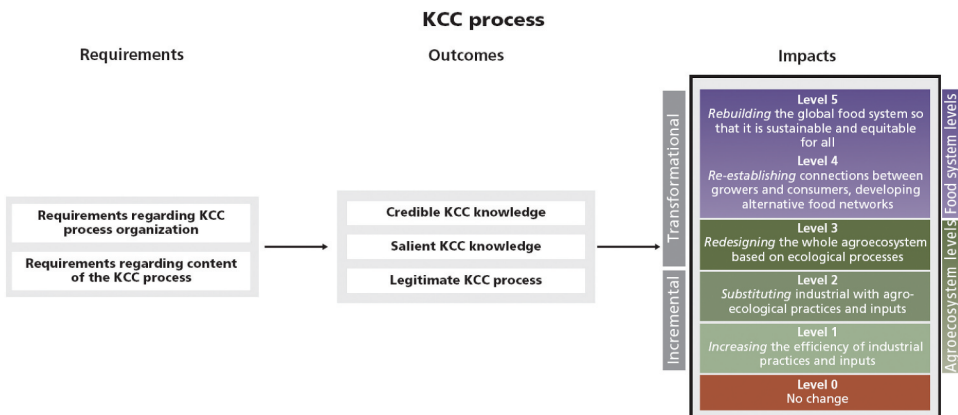 KCC process
Requirements
Outcomes
Impacts
Requirements regarding KCC
process organization
Requirements regarding content
of the KCC process
Credible KCC knowledge
Salient KCC knowledge
Legitimate KCC process
Transformational
Incremental
Level 5
Rebuilding the global food system so
that it is sustainable and equitable
for all
Level 4
Re-establishing connections between
growers and consumers, developing
alternative food networks
Level 3
Redesigning the whole agroecosystem
based on ecological processes
Level 2
Substituting industrial with agro-
ecological practices and inputs
Level 1
Increasing the efficiency of industrial
practices and inputs
Level 0
No change
Food system levels
Agroecosystem levels